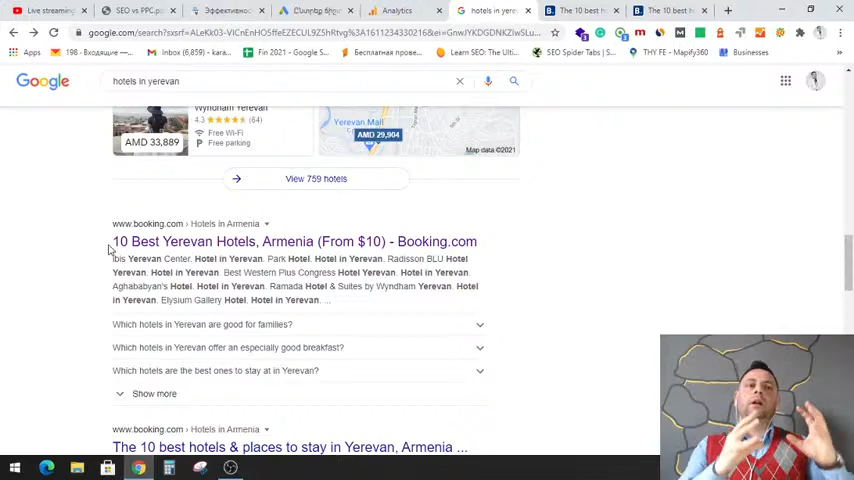 Live streaming
SEO vs PPC.p
Эффективнос
Analytics
hotels in yerev
The 10 best h
The 10 best h
google.com/search?sxsrf=
198 - Входящие —
Inbox (6,859) - kara
Fin 2021 - Google S
Бесплатная провер
Learn SEO: The Ulti
SEO Spider Tabs | S
THY FE - Mapify360
Businesses
Google
hotels in yerevan
Wyndham Yerevan
4.3 (64)
Free Wi-Fi
Free parking
AMD 33,889
Yerevan Mall
AMD 29,904
Map data ©2021
View 759 hotels
www.booking.com › Hotels in Armenia
10 Best Yerevan Hotels, Armenia (From $10) - Booking.com
Ibis Yerevan Center. Hotel in Yerevan. Park Hotel. Hotel in Yerevan. Radisson BLU Hotel
Yerevan. Hotel in Yerevan. Best Western Plus Congress Hotel Yerevan. Hotel in Yerevan.
Aghababyan's Hotel. Hotel in Yerevan. Ramada Hotel & Suites by Wyndham Yerevan. Hotel
in Yerevan. Elysium Gallery Hotel. Hotel in Yerevan. ...
Which hotels in Yerevan are good for families?
Which hotels in Yerevan offer an especially good breakfast?
Which hotels are the best ones to stay at in Yerevan?
Show more
www.booking.com › Hotels in Armenia
The 10 best hotels & places to stay in Yerevan, Armenia ...